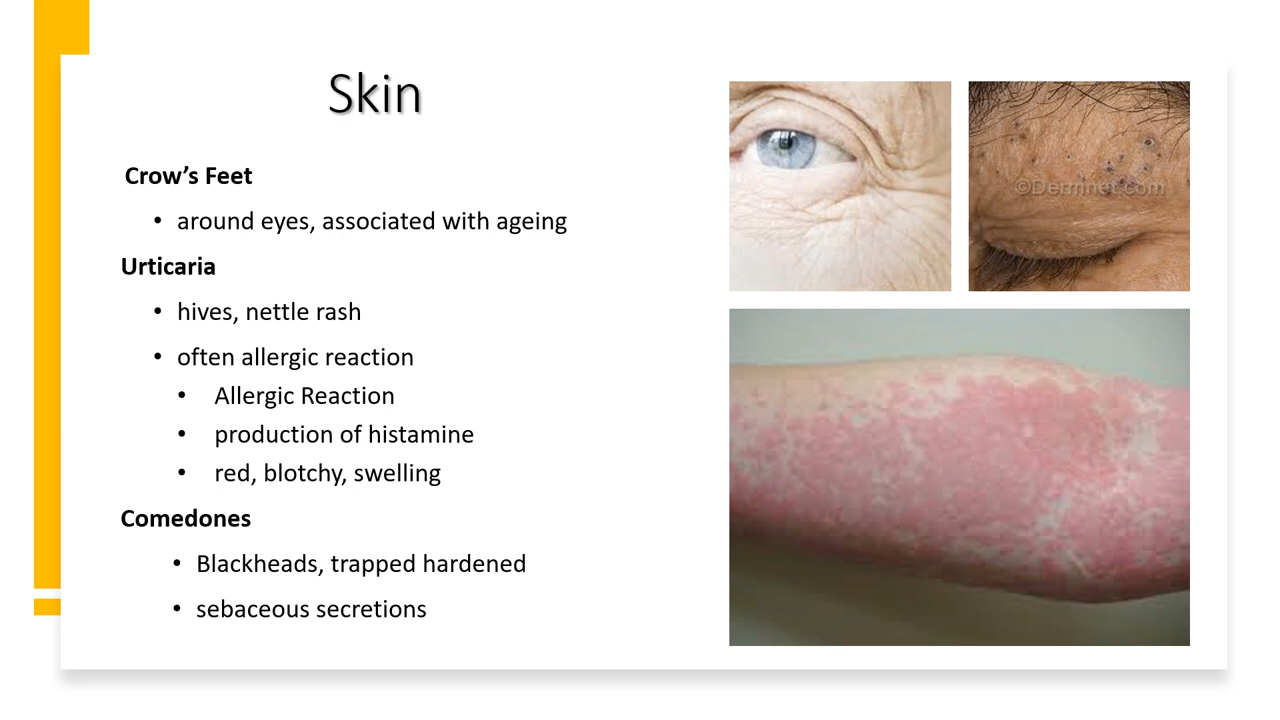 Skin
Crow’s Feet
• around eyes, associated with ageing
Urticaria
• hives, nettle rash
• often allergic reaction
• Allergic Reaction
• production of histamine
• red, blotchy, swelling
Comedones
• Blackheads, trapped hardened
• sebaceous secretions
©Dermnet.com